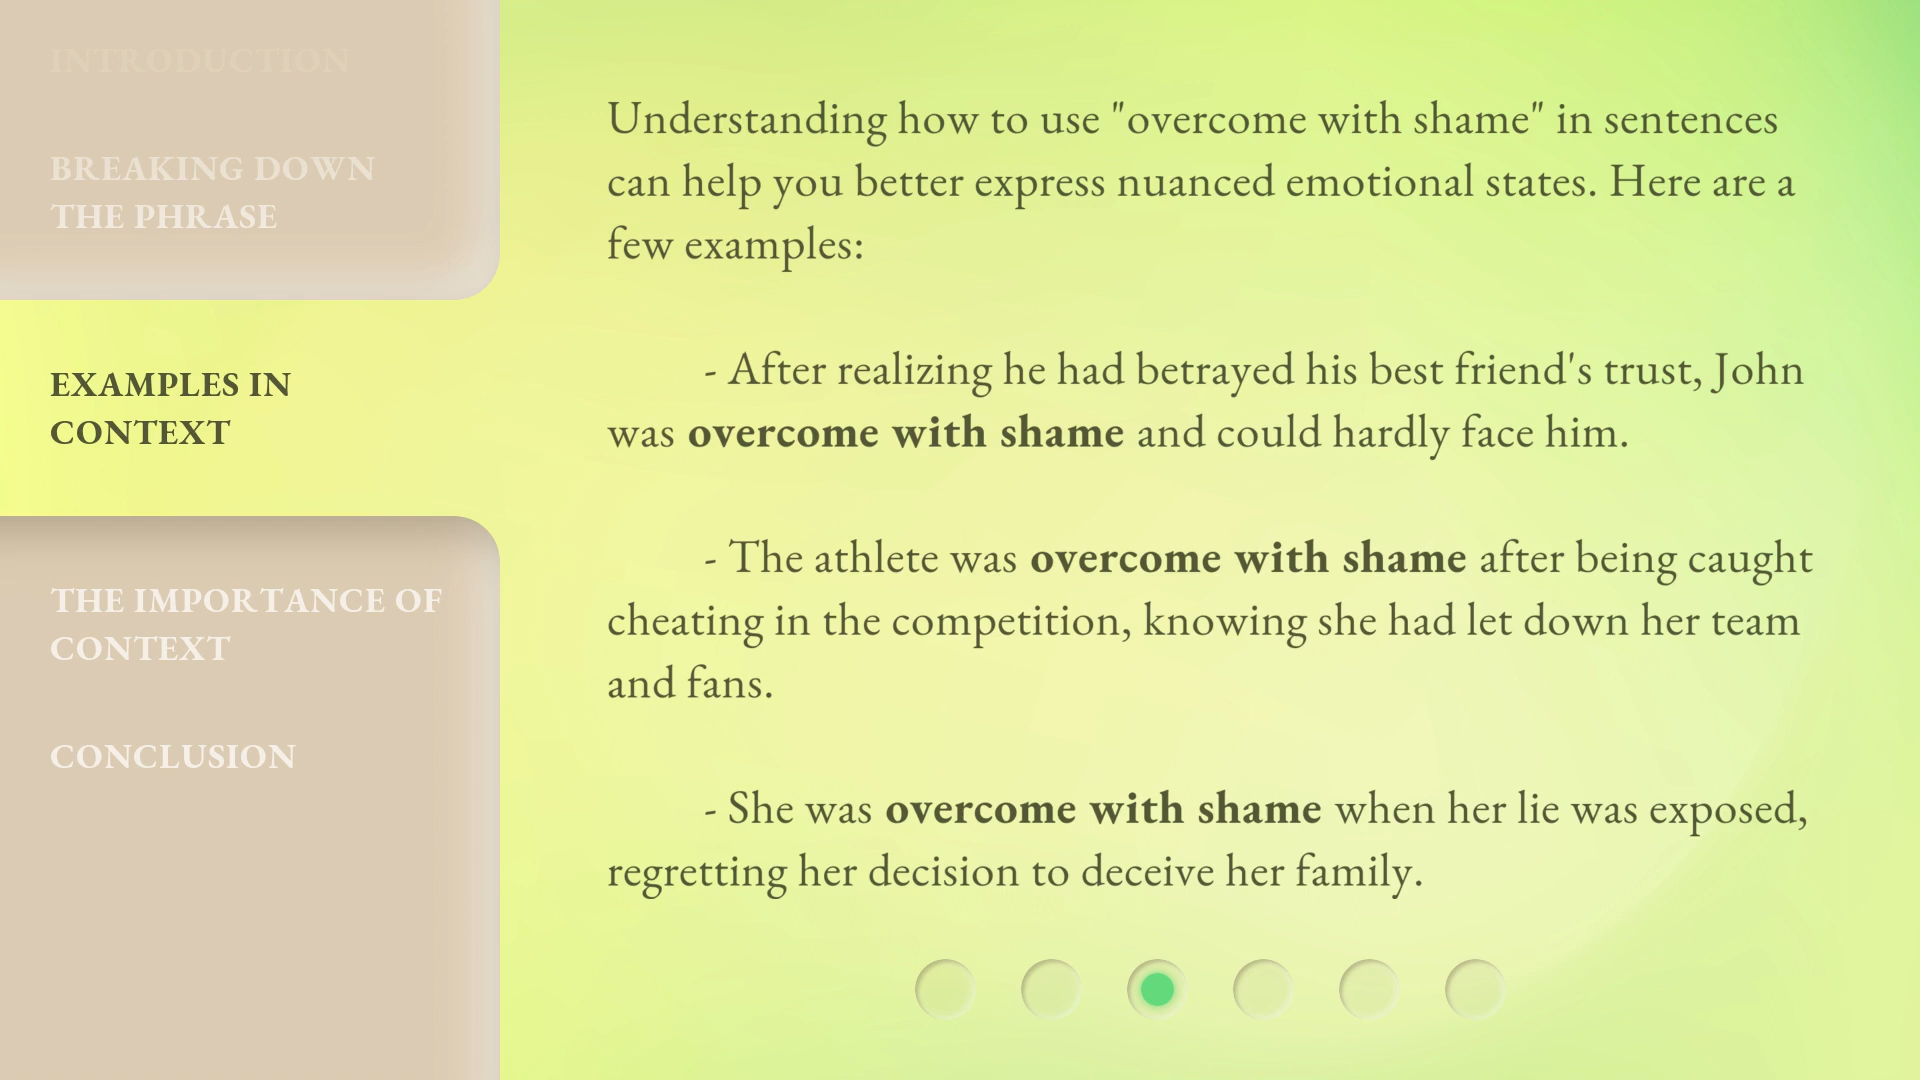 INTRODUCTION
BREAKING DOWN
THE PHRASE
EXAMPLES IN
CONTEXT
THE IMPORTANCE OF
CONTEXT
CONCLUSION
Understanding how to use "overcome with shame" in sentences
can help you better express nuanced emotional states. Here are a
few examples:
- After realizing he had betrayed his best friend's trust, John
was overcome with shame and could hardly face him.
- The athlete was overcome with shame after being caught
cheating in the competition, knowing she had let down her team
and fans.
- She was overcome with shame when her lie was exposed,
regretting her decision to deceive her family.